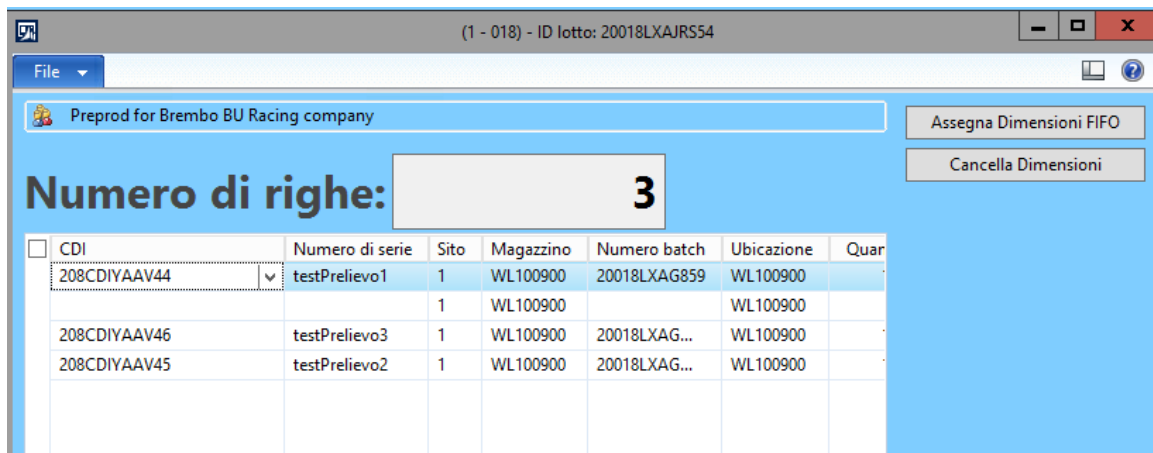 (1 - 018) - ID lotto: 20018LXAJRS54
File
Preprod for Brembo BU Racing company
Assegna Dimensioni FIFO
Cancella Dimensioni
Numero di righe: 3
CDI Numero di serie Sito Magazzino Numero batch Ubicazione Quan
208CDIYAAV44 testPrelievo1 1 WL100900 20018LXAG859 WL100900
1 WL100900 WL100900
208CDIYAAV46 testPrelievo3 1 WL100900 20018LXAG... WL100900
208CDIYAAV45 testPrelievo2 1 WL100900 20018LXAG... WL100900